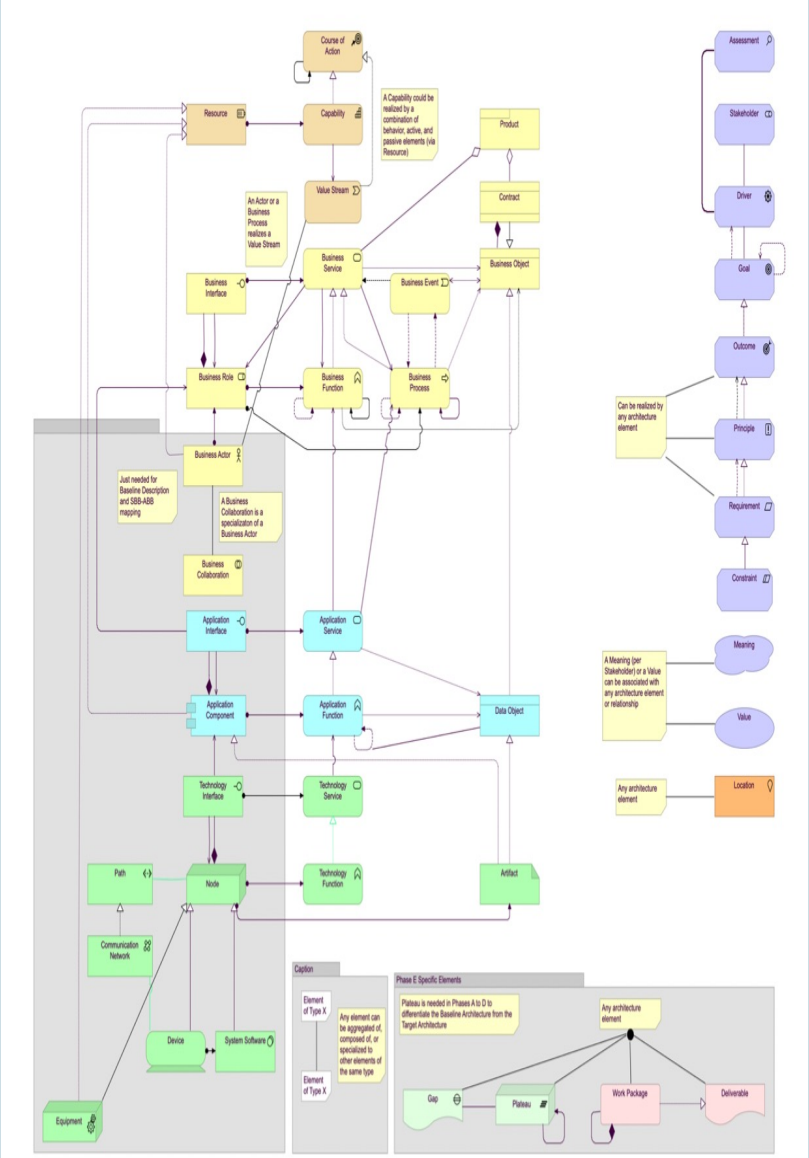 Course of
Action
Assessment
Resource
Capability
A Capability could be
realized by a
combination of
behavior, active, and
passive elements (via
Resource)
Product
Stakeholder
Value Stream
An Actor or a
Business
Process
realizes a
Value Stream
Contract
Driver
Business
Service
Business Object
Business
Interface
Business Event
Goal
Business Role
Business
Function
Business
Process
Outcome
Can be realized by
any architecture
element
Principle
Business Actor
Just needed for
Baseline Description
and SBB-ABB
mapping
A Business
Collaboration is a
specializaton of a
Business Actor
Requirement
Business
Collaboration
Constraint
Application
Interface
Application
Service
Meaning
A Meaning (per
Stakeholder) or a Value
can be associated with
any architecture element
or relationship
Application
Component
Application
Function
Data Object
Value
Technology
Interface
Technology
Service
Any architecture
element
Location
Path
Node
Technology
Function
Artifact
Communication
Network
Device
System Software
Equipment
Caption
Element
of Type X
Any element can
be aggregated of,
composed of, or
specialized to
other elements of
the same type
Element
of Type X
Phase E Specific Elements
Plateau is needed in Phases A to D to
differentiate the Baseline Architecture from the
Target Architecture
Any architecture
element
Gap
Plateau
Work Package
Deliverable